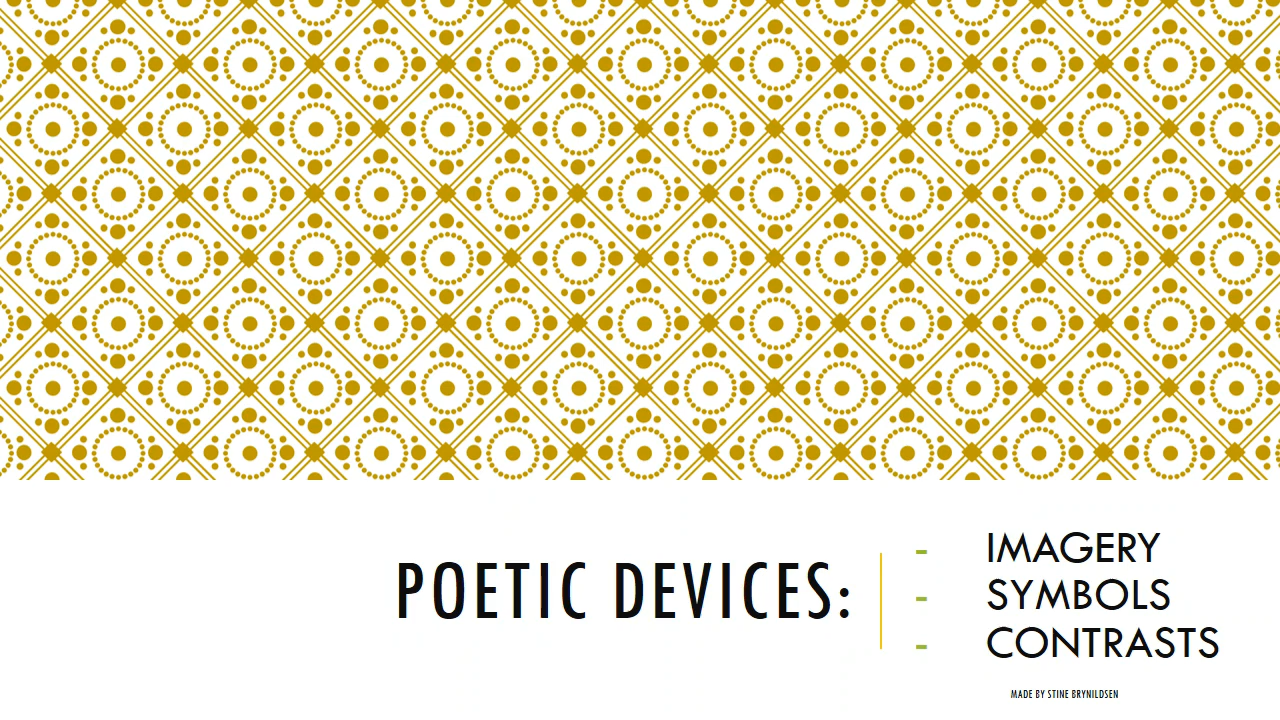 POETIC DEVICES:
- IMAGERY
- SYMBOLS
- CONTRASTS
MADE BY STINE BRYNILDSEN